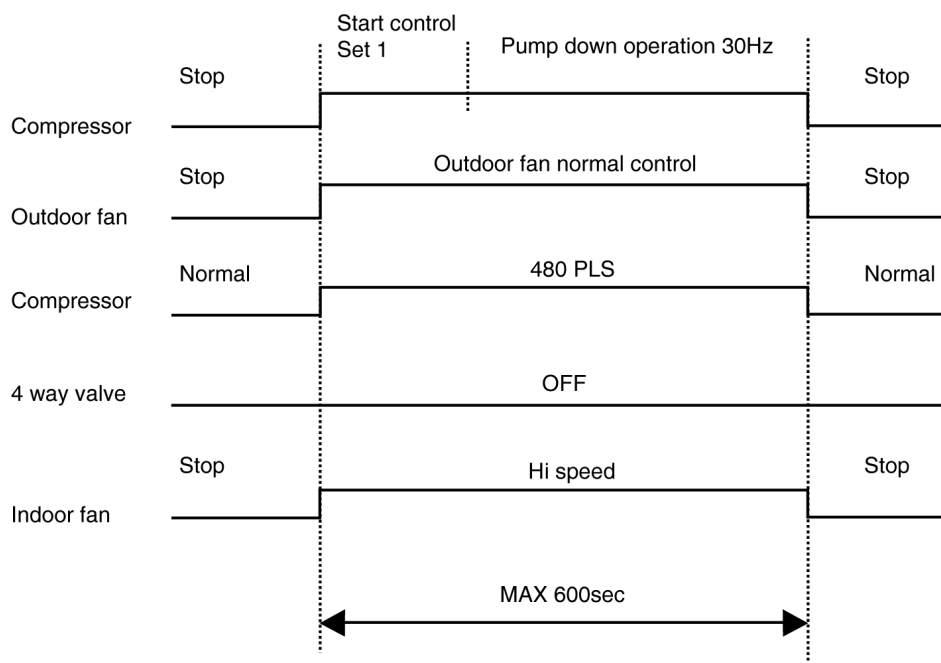 Start control
Set 1
Pump down operation 30Hz
Stop
Stop
Compressor
Stop
Outdoor fan normal control
Stop
Outdoor fan
Normal
480 PLS
Normal
Compressor
OFF
4 way valve
Stop
Hi speed
Stop
Indoor fan
MAX 600sec